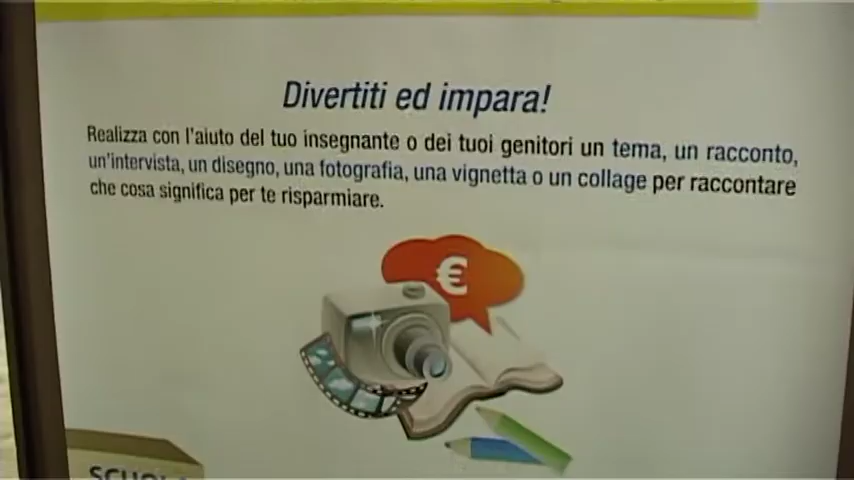 Divertiti ed impara!
Realizza con l'aiuto del tuo insegnante o dei tuoi genitori un tema, un racconto,
un'intervista, un disegno, una fotografia, una vignetta o un collage per raccontare
che cosa significa per te risparmiare.
€